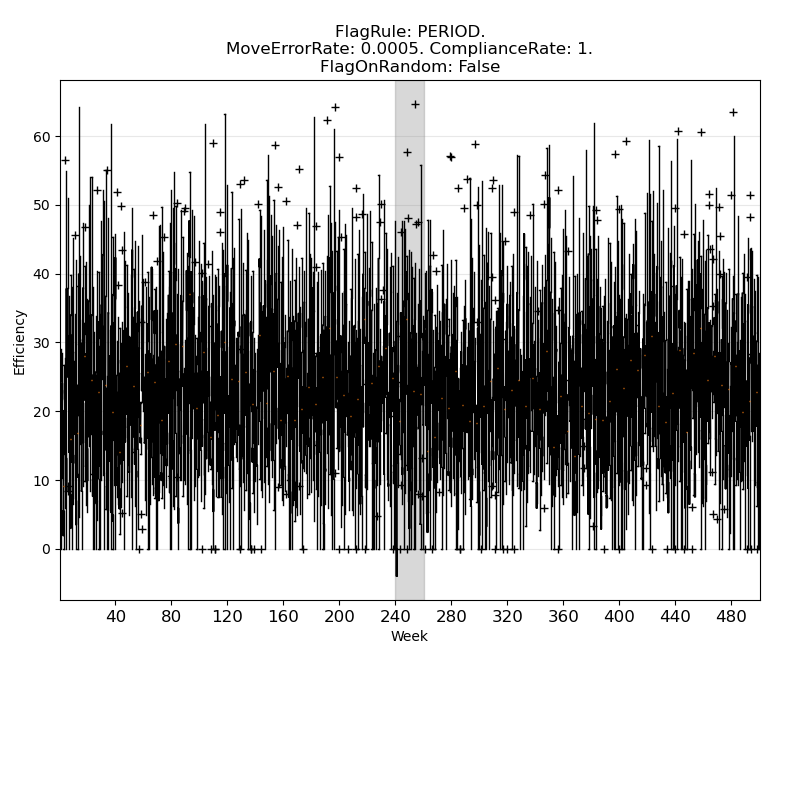 FlagRule: PERIOD.
MoveErrorRate: 0.0005. ComplianceRate: 1.
FlagOnRandom: False
Efficiency
60
50
40
30
20
10
0
40 80 120 160 200 240 280 320 360 400 440 480
Week